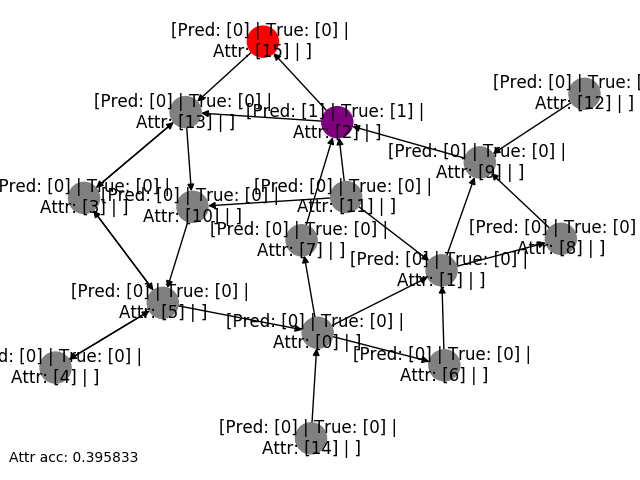 [Pred: [0] | True: [0] |
Attr: [15] | ]
[Pred: [0] | True: [
Attr: [12] | ]
[Pred: [0] | True: [0] |
Attr: [13] | ]
[Pred: [1] | True: [1] |
Attr: [2] | ]
[Pred: [0] | True: [0] |
Attr: [9] | ]
Pred: [0] | True: [0] |
Attr: [3] | ]
[Pred: [0] | True: [0] |
Attr: [10] | ]
[Pred: [0] | True: [0] |
Attr: [11] | ]
[Pred: [0] | True: [0] |
Attr: [7] | ]
[Pred: [0] | True: [0]
Attr: [8] | ]
[Pred: [0] | True: [0] |
Attr: [1] | ]
[Pred: [0] | True: [0] |
Attr: [5] | ]
[Pred: [0] | True: [0] |
Attr: [0] | ]
[Pred: [0] | True: [0] |
Attr: [6] | ]
d: [0] | True: [0] |
Attr: [4] | ]
[Pred: [0] | True: [0] |
Attr: [14] | ]
Attr acc: 0.395833